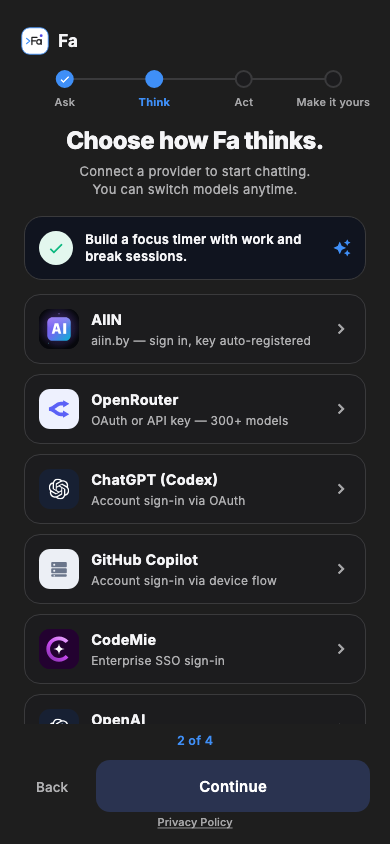 Fa
Fa
Ask
Think
Act
Make it yours
Choose how Fa thinks.
Connect a provider to start chatting.
You can switch models anytime.
Build a focus timer with work and
break sessions.
AI
AIIN
aiin.by — sign in, key auto-registered
OpenRouter
OAuth or API key — 300+ models
ChatGPT (Codex)
Account sign-in via OAuth
GitHub Copilot
Account sign-in via device flow
CodeMie
Enterprise SSO sign-in
OpenAI
2 of 4
Back
Continue
Privacy Policy